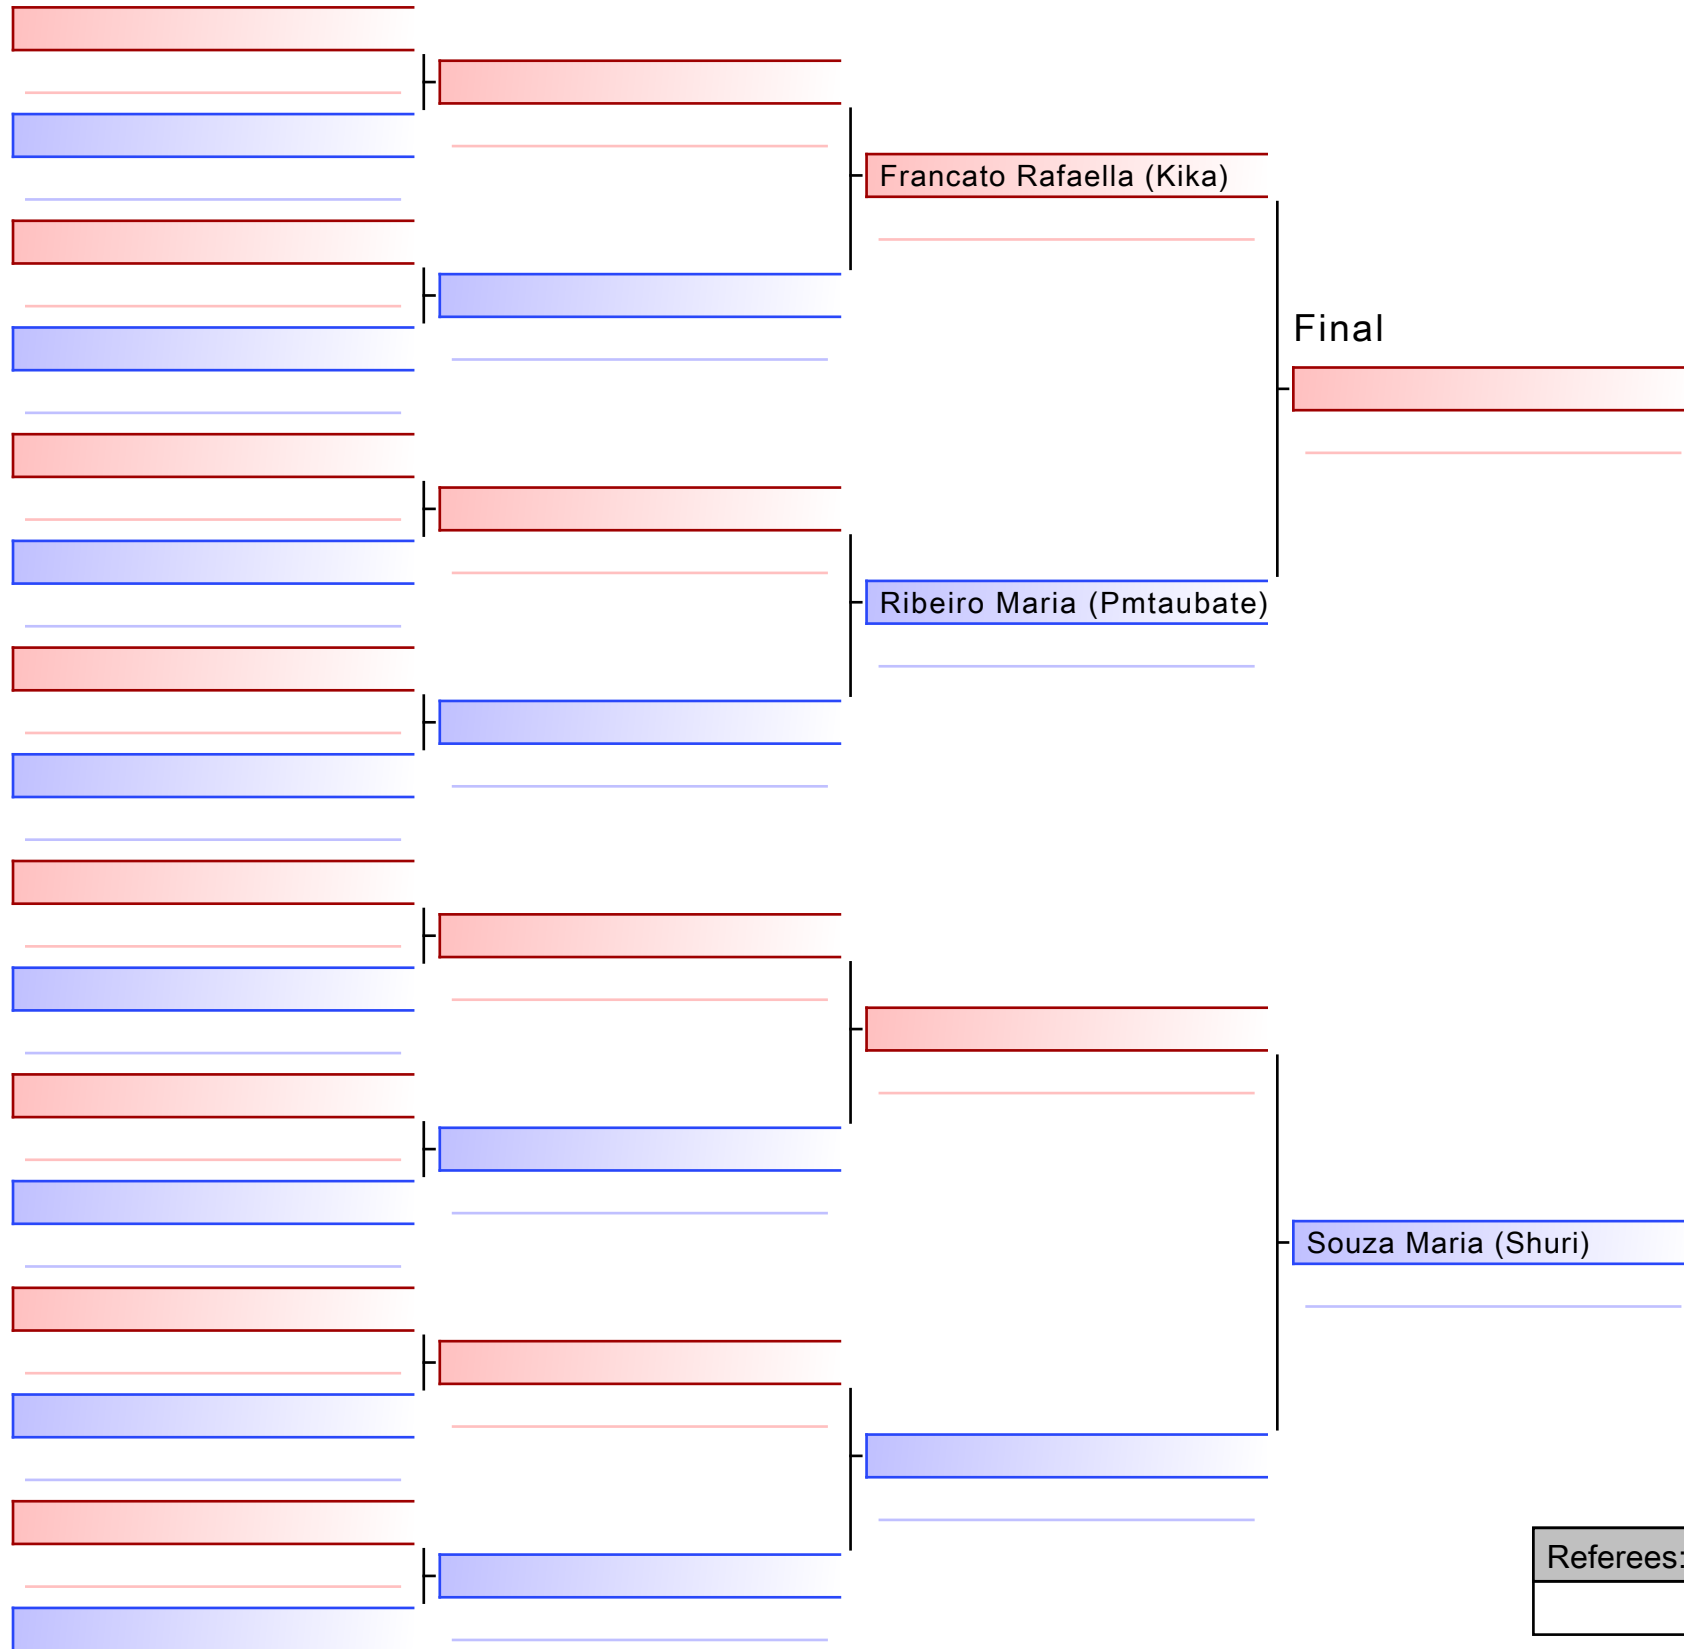 Francato Rafaella (Kika)
Final
Ribeiro Maria (Pmtaubate)
Souza Maria (Shuri)
Referees: